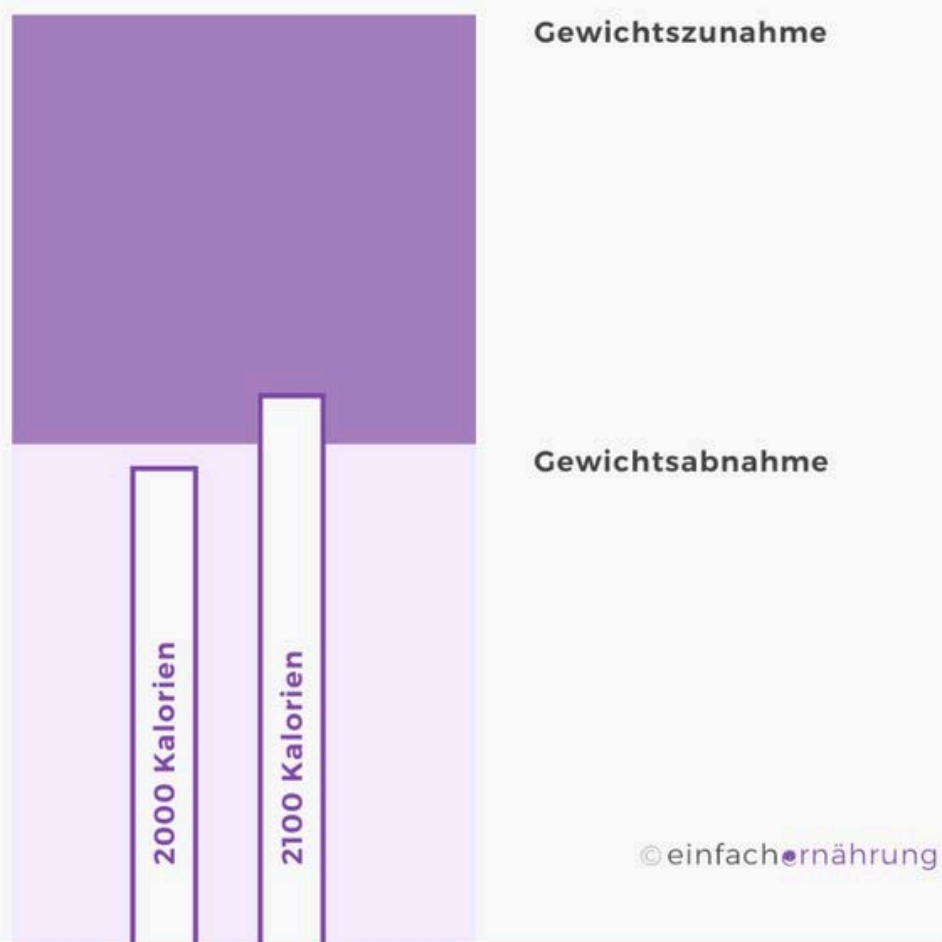 Gewichtszunahme
Gewichtsabnahme
2000 Kalorien
2100 Kalorien
©einfachernährung